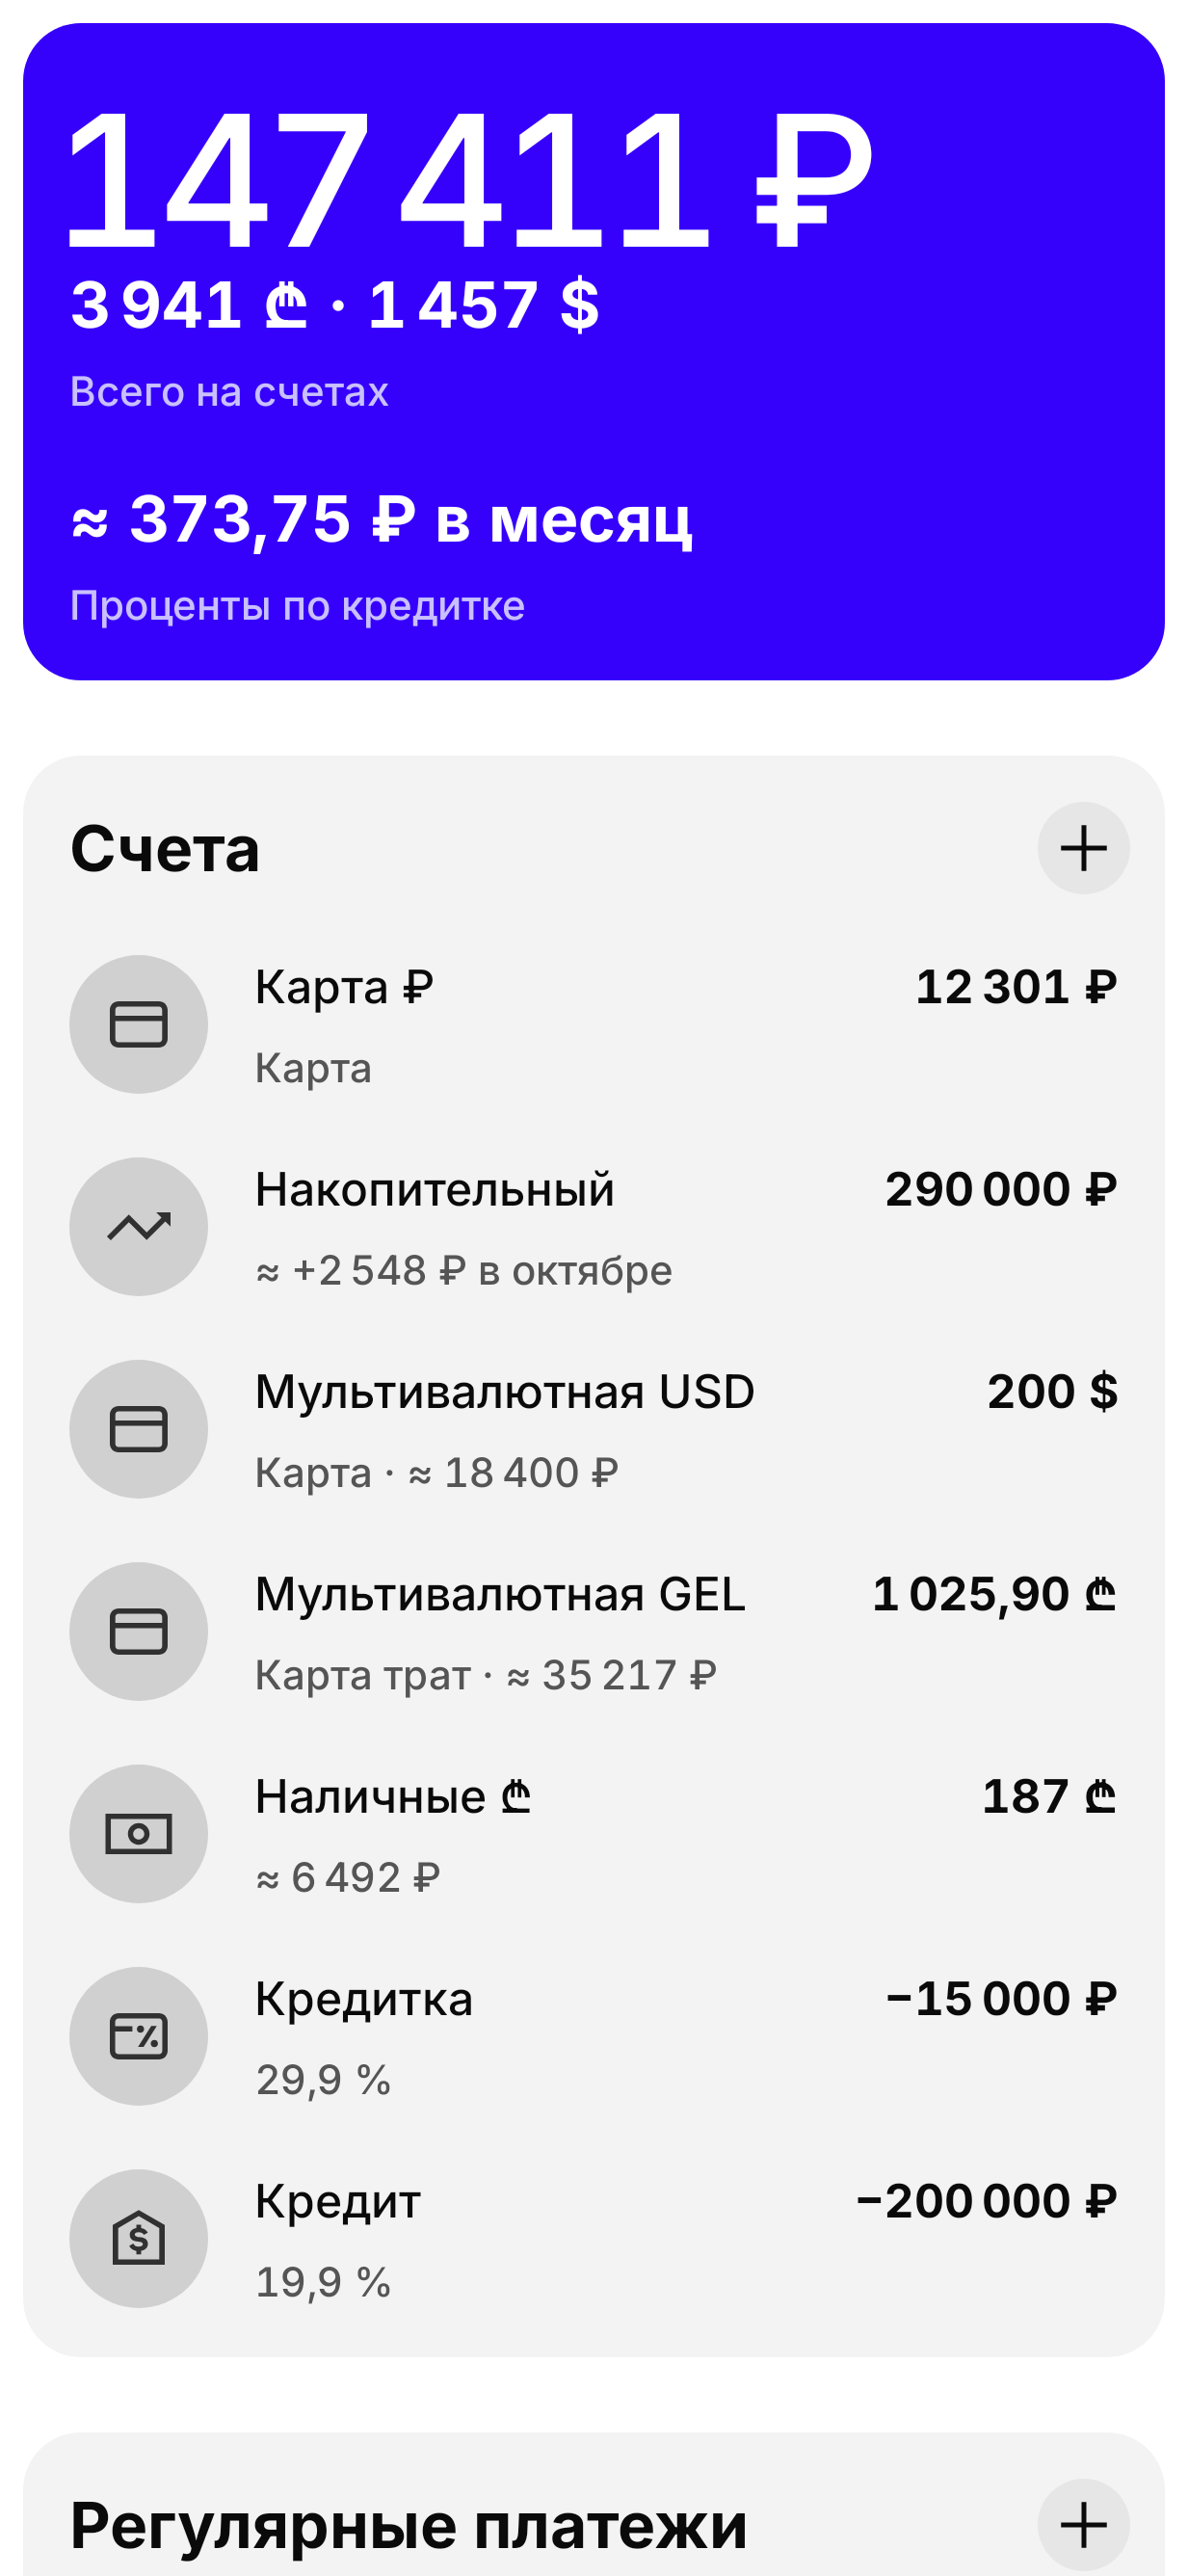 147 411 ₽
3 941 ₾ · 1 457 $
Всего на счетах
≈ 373,75 ₽ в месяц
Проценты по кредитке
Счета
Карта ₽
12 301 ₽
Карта
Накопительный
290 000 ₽
≈ +2 548 ₽ в октябре
Мультивалютная USD
200 $
Карта · ≈ 18 400 ₽
Мультивалютная GEL
1 025,90 ₾
Карта трат · ≈ 35 217 ₽
Наличные ₾
187 ₾
≈ 6 492 ₽
Кредитка
−15 000 ₽
29,9 %
Кредит
−200 000 ₽
19,9 %
Регулярные платежи